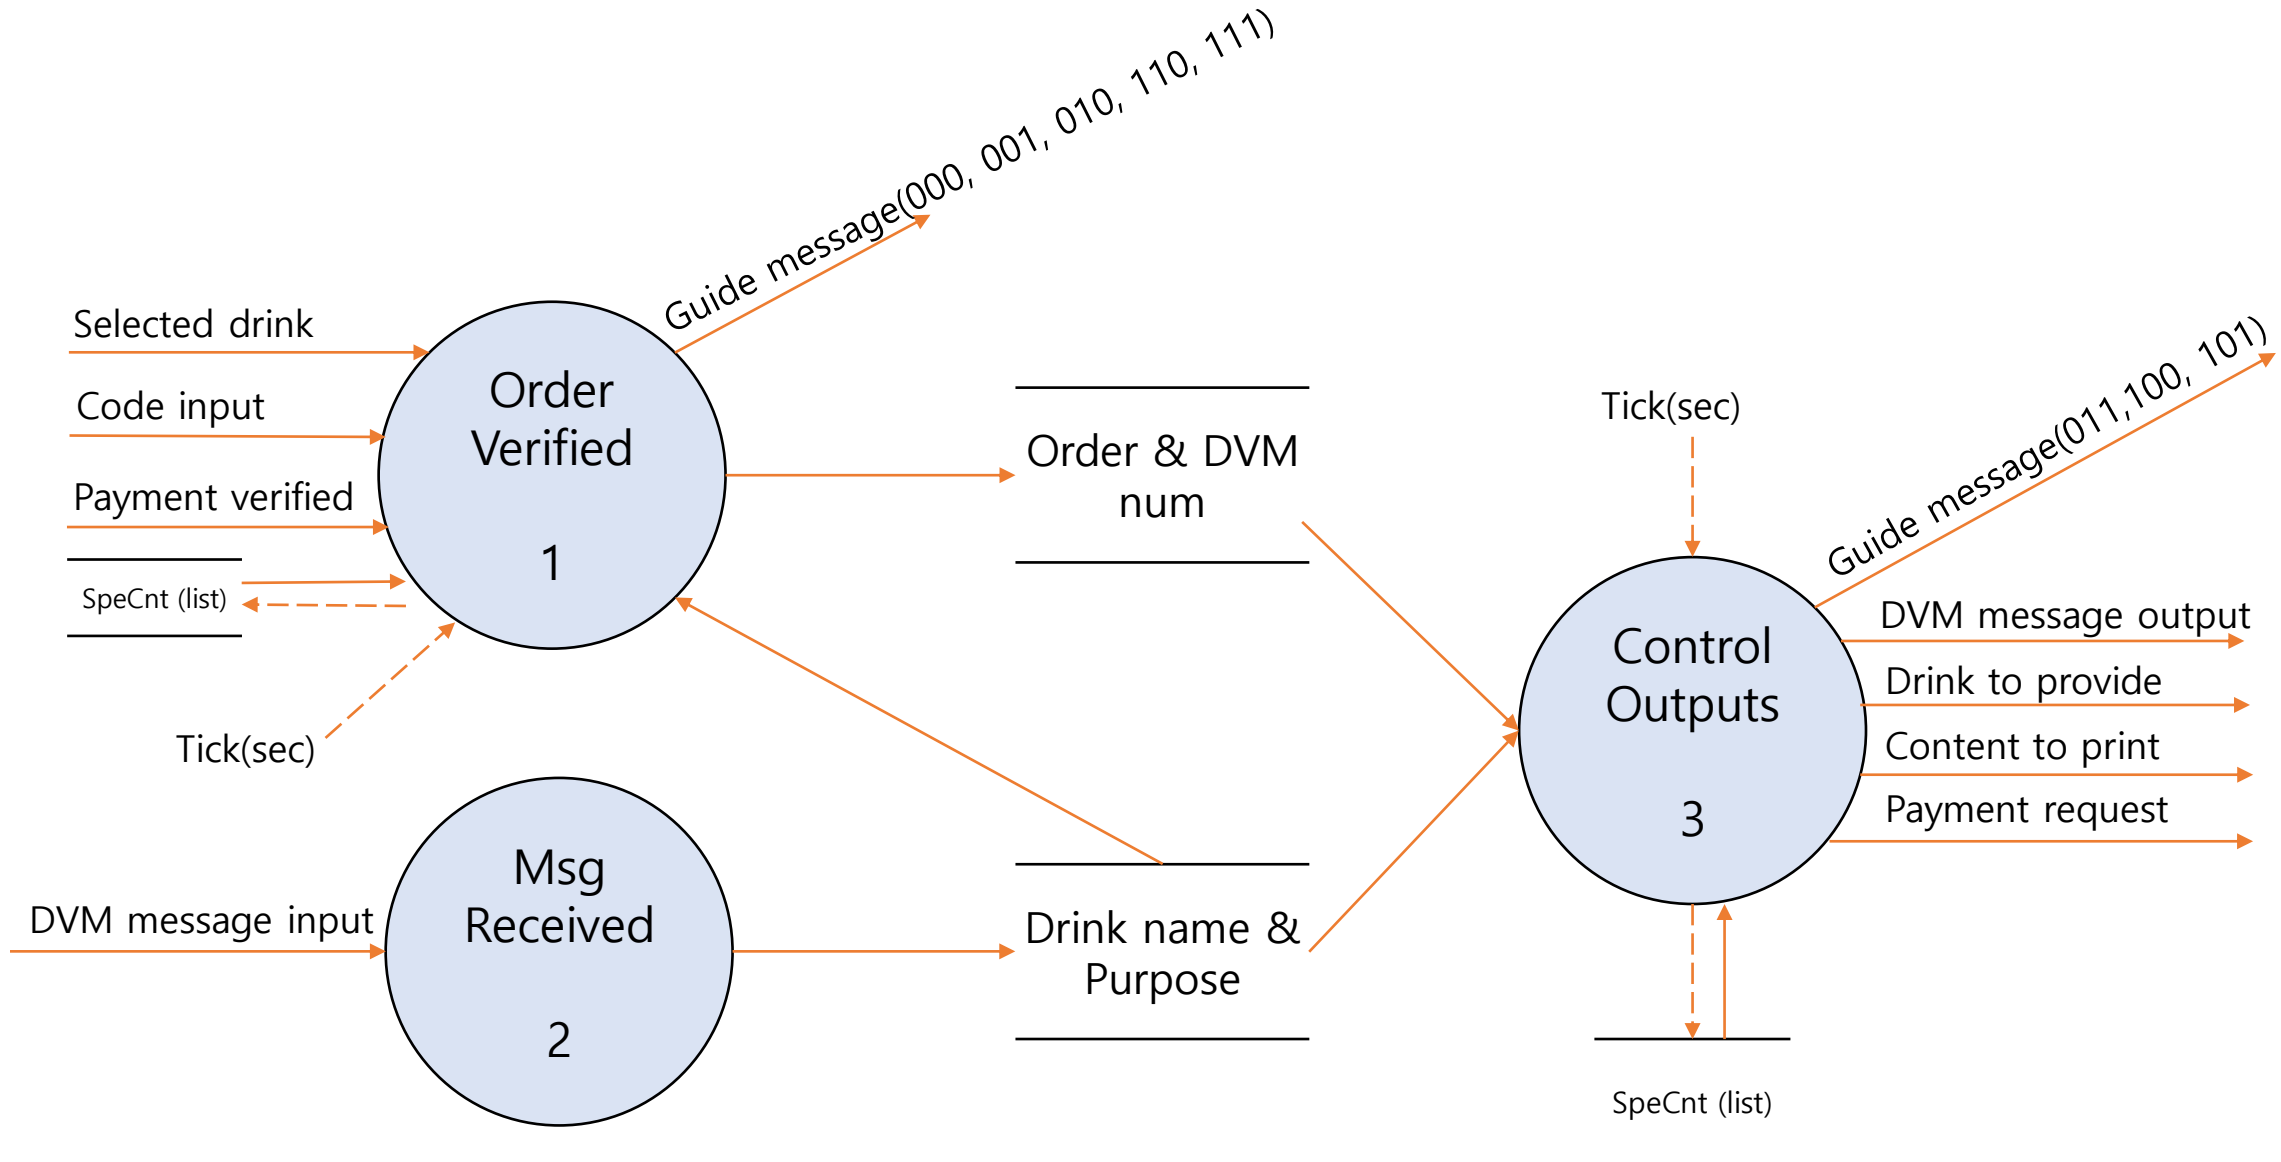 Guide message(000, 001, 010, 110, 111)
Selected drink
Code input
Payment verified
SpeCnt (list)
Tick(sec)
Order
Verified
1
Order & DVM
num
DVM message input
Msg
Received
2
Drink name &
Purpose
Tick(sec)
Guide message(011,100, 101)
Control
Outputs
3
DVM message output
Drink to provide
Content to print
Payment request
SpeCnt (list)